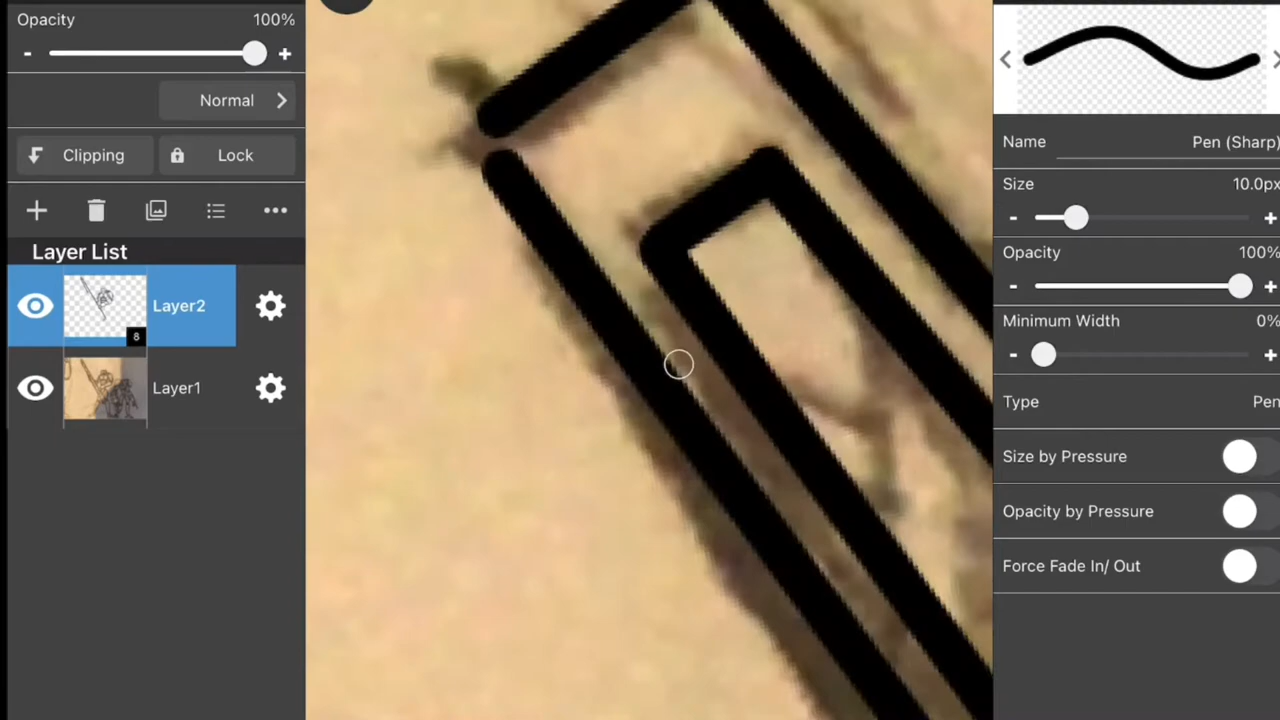 Opacity 100%
- +
Normal
Clipping Lock
Layer List
Layer2
8
Layer1
Name Pen (Sharp)
Size 10.0px
- +
Opacity 100%
- +
Minimum Width 0%
- +
Type Pen
Size by Pressure
Opacity by Pressure
Force Fade In/ Out